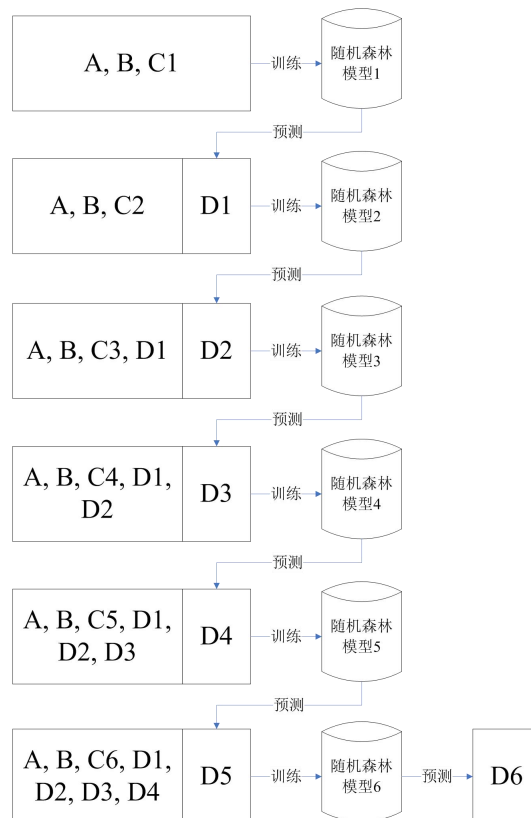 A, B, C1
训练
随机森林
模型1
预测
A, B, C2
D1
训练
随机森林
模型2
预测
A, B, C3, D1
D2
训练
随机森林
模型3
预测
A, B, C4, D1,
D2
D3
训练
随机森林
模型4
预测
A, B, C5, D1,
D2, D3
D4
训练
随机森林
模型5
预测
A, B, C6, D1,
D2, D3, D4
D5
训练
随机森林
模型6
预测
D6